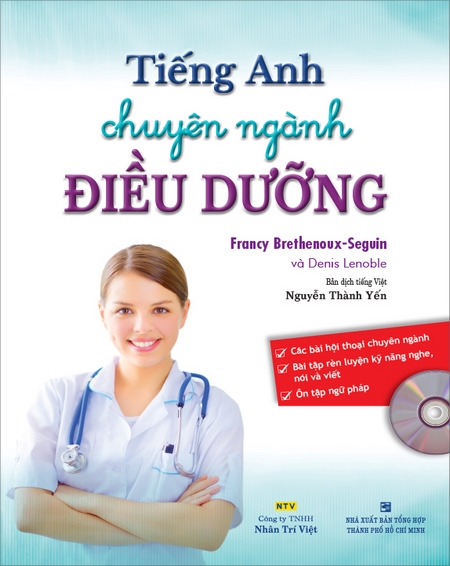 Tiếng Anh
chuyên ngành
ĐIỀU DƯỠNG
Francy Brethenoux-Seguin
và Denis Lenoble
Bản dịch tiếng Việt
Nguyễn Thành Yến
Các bài hội thoại chuyên ngành
Bài tập rèn luyện kỹ năng nghe,
nói và viết
Ôn tập ngữ pháp
NTV
Công ty TNHH
Nhân Trí Việt
NHÀ XUẤT BẢN TỔNG HỢP
THÀNH PHỐ HỒ CHÍ MINH